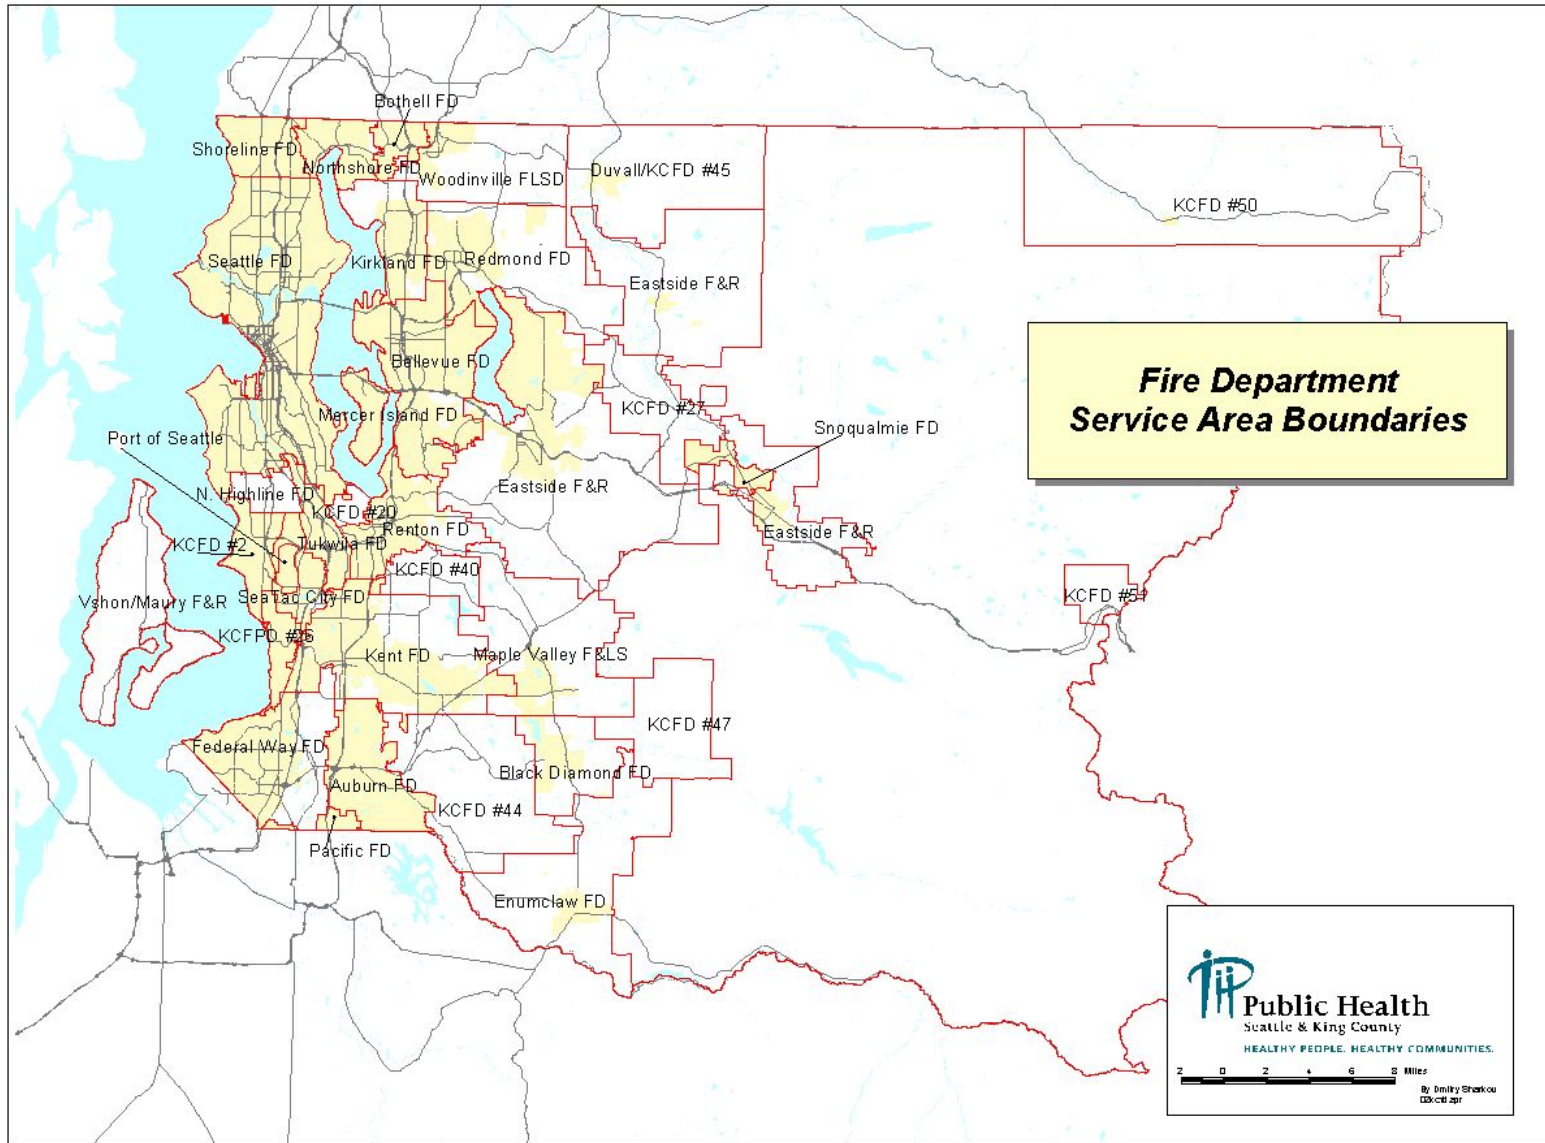 Bothell FD
Shoreline FD
Northshore FD
Woodinville FLSD
Duvall/KCFD #45
KCFD #50
Seattle FD
Kirkland FD
Redmond FD
Eastside F&R
Fire Department
Service Area Boundaries
Bellevue FD
KCFD #27
Mercer Island FD
Snoqualmie FD
Port of Seattle
N. Highline FD
Eastside F&R
KCFD #20
Renton FD
Eastside F&R
KCFD #2
Tukwila FD
KCFD #40
Vshon/Maury F&R
SeaTac City FD
KCFD #51
KCFPD #26
Kent FD
Maple Valley F&LS
KCFD #47
Federal Way FD
Black Diamond FD
Auburn FD
KCFD #44
Pacific FD
Enumclaw FD
Public Health
Seattle & King County
HEALTHY PEOPLE. HEALTHY COMMUNITIES.
2 0 2 4 6 8 Miles
By Dmitry Sharkov